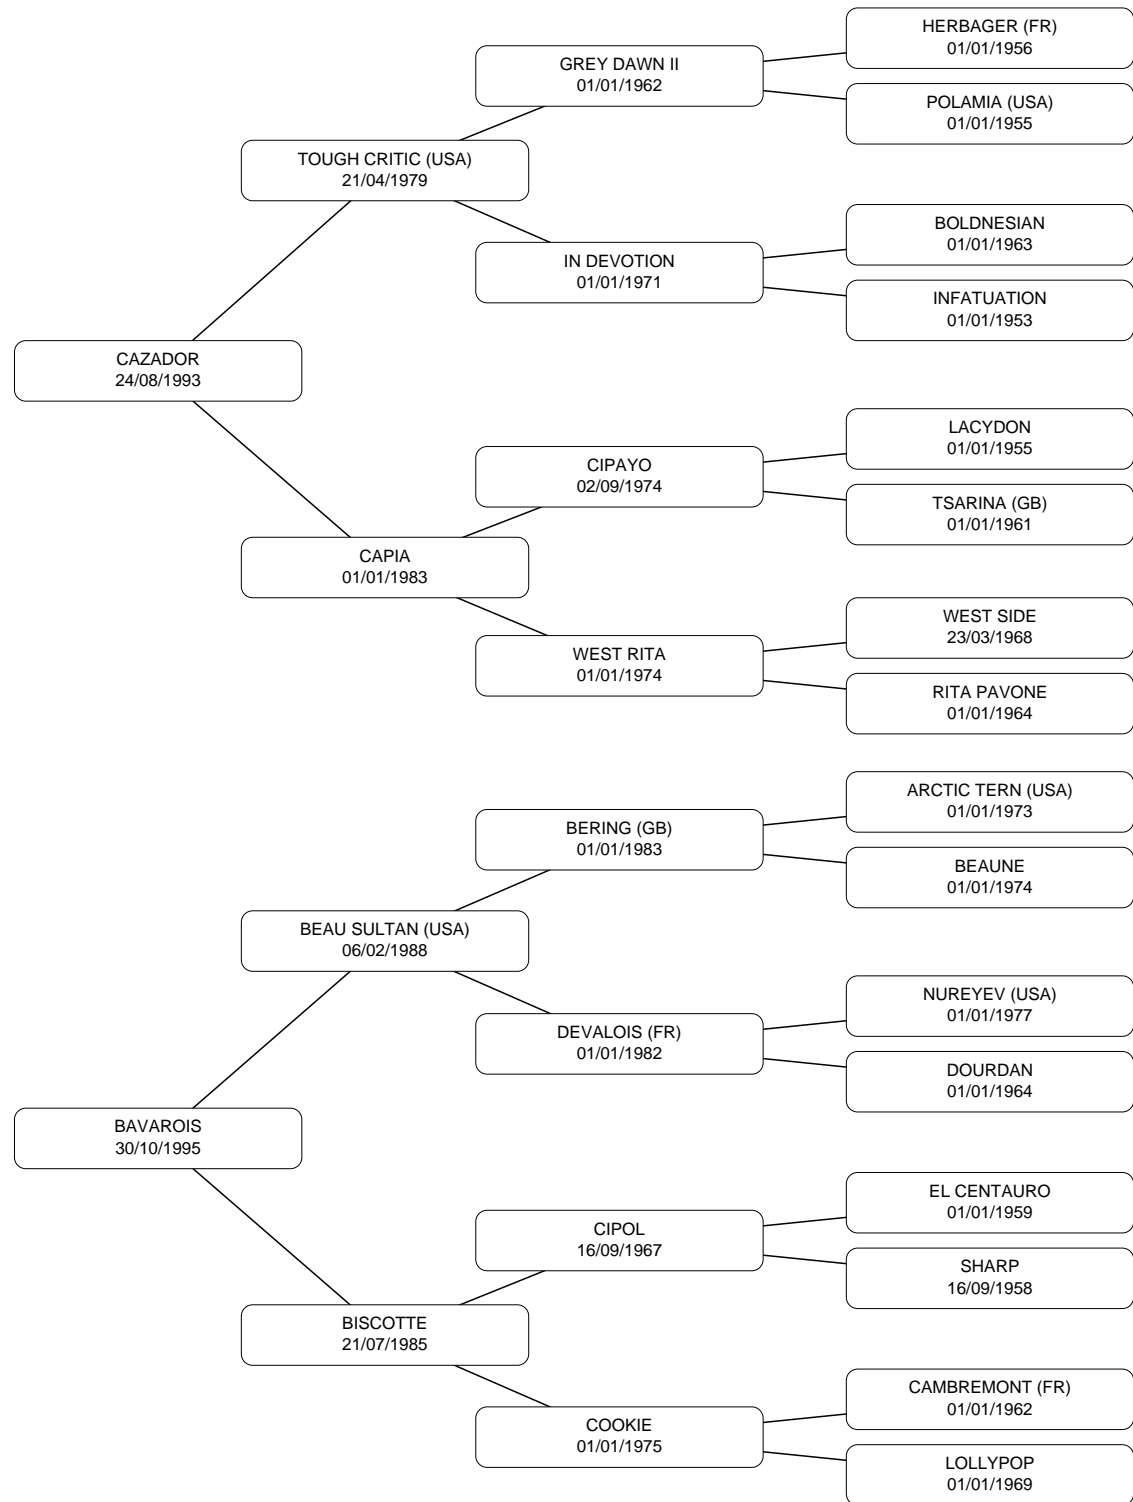 HERBAGER (FR)
01/01/1956
GREY DAWN II
01/01/1962
POLAMIA (USA)
01/01/1955
TOUGH CRITIC (USA)
21/04/1979
BOLDNESIAN
01/01/1963
IN DEVOTION
01/01/1971
INFATUATION
01/01/1953
CAZADOR
24/08/1993
LACYDON
01/01/1955
CIPAYO
02/09/1974
TSARINA (GB)
01/01/1961
CAPIA
01/01/1983
WEST SIDE
23/03/1968
WEST RITA
01/01/1974
RITA PAVONE
01/01/1964
ARCTIC TERN (USA)
01/01/1973
BERING (GB)
01/01/1983
BEAUNE
01/01/1974
BEAU SULTAN (USA)
06/02/1988
NUREYEV (USA)
01/01/1977
DEVALOIS (FR)
01/01/1982
DOURDAN
01/01/1964
BAVAROIS
30/10/1995
EL CENTAURO
01/01/1959
CIPOL
16/09/1967
SHARP
16/09/1958
BISCOTTE
21/07/1985
CAMBREMONT (FR)
01/01/1962
COOKIE
01/01/1975
LOLLYPOP
01/01/1969